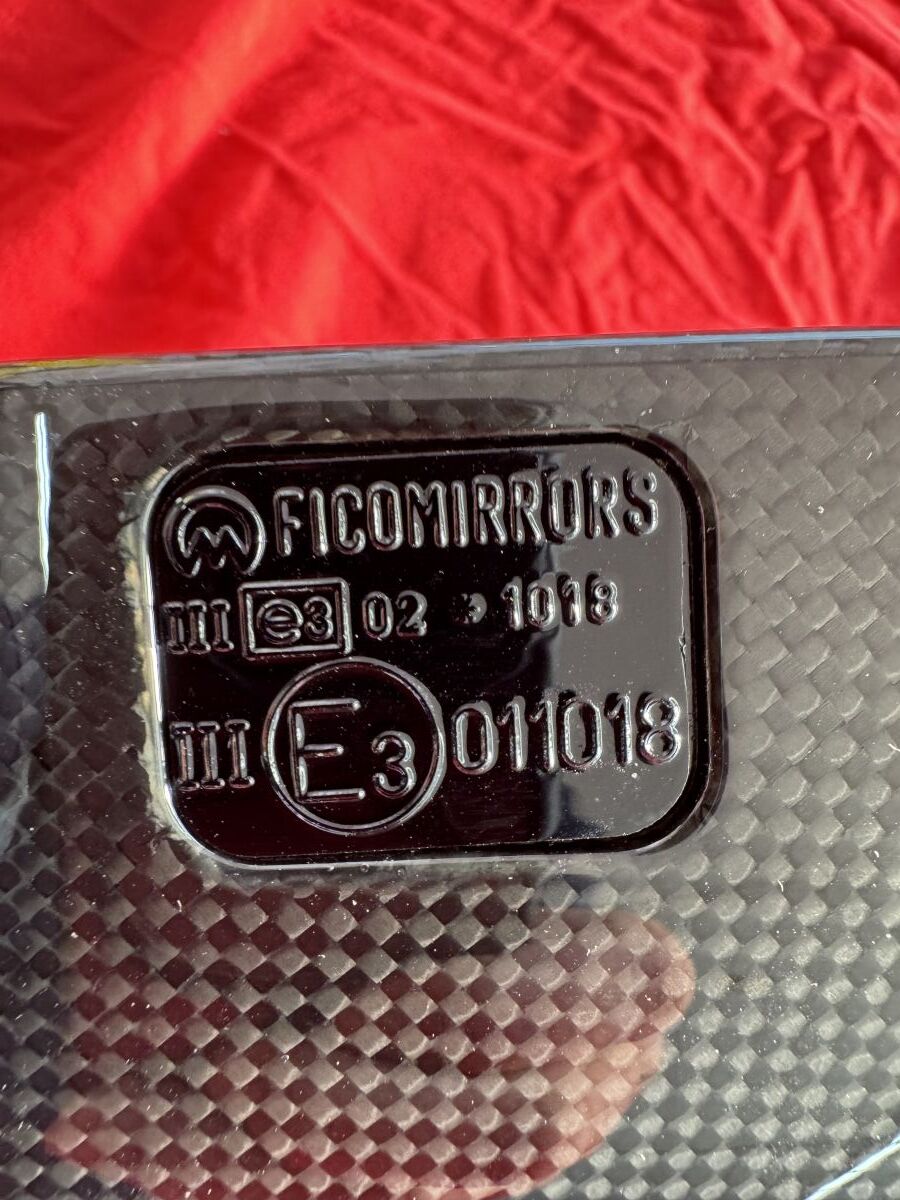 FICOMIRRORS
III e3 02 * 1018
III E3 011018